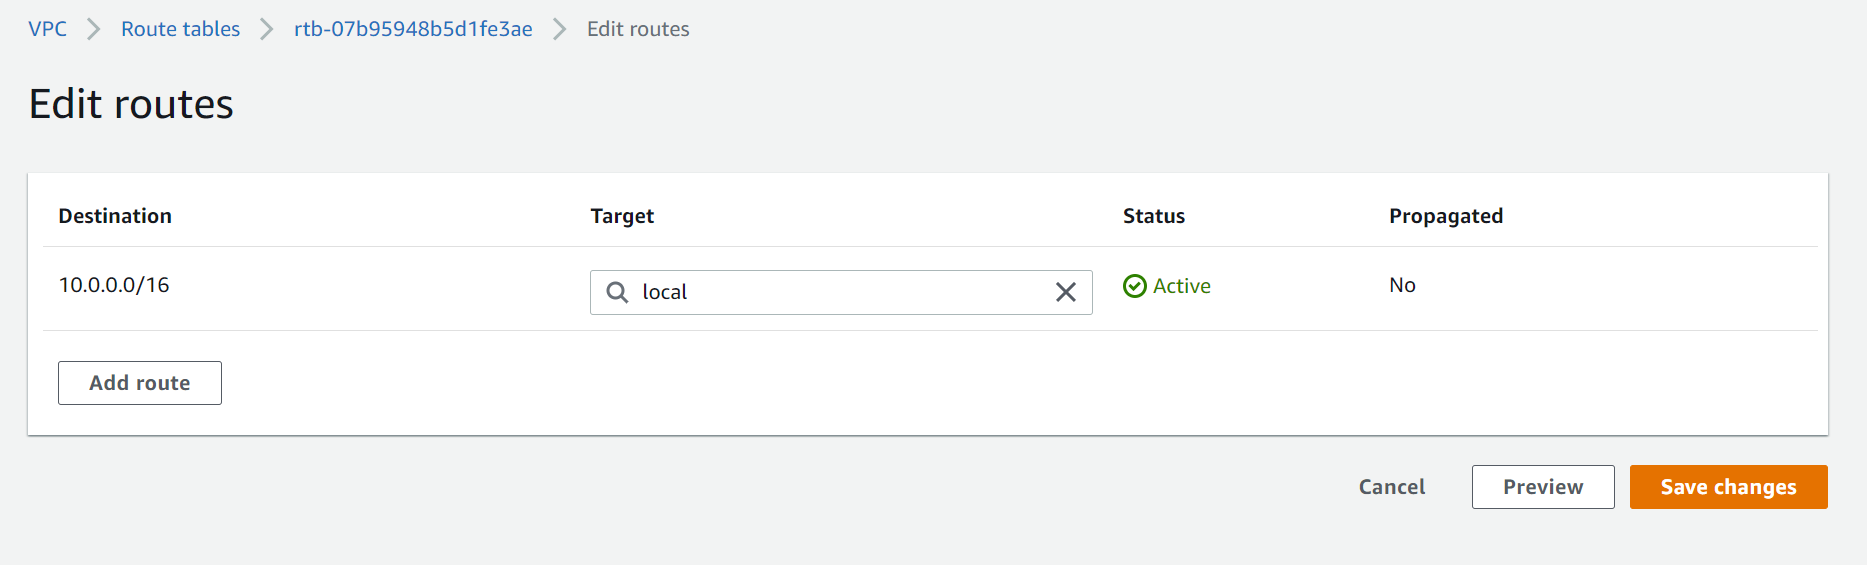 VPC Route tables rtb-07b95948b5d1fe3ae Edit routes
Edit routes
Destination Target Status Propagated
10.0.0.0/16 local Active No
Add route
Cancel Preview Save changes